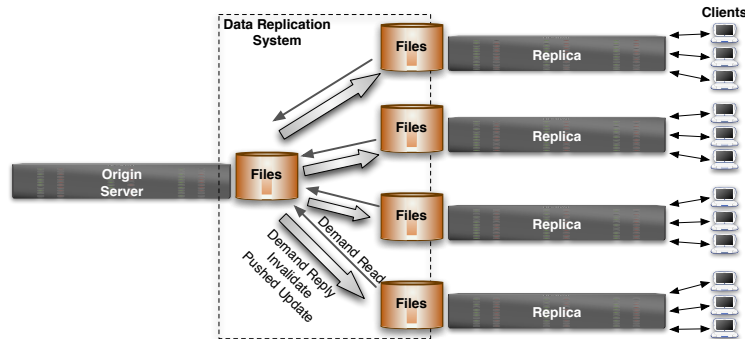 Clients
Data Replication
System
Files
Replica
Files
Replica
Origin
Server
Files
Files
Replica
Demand Read
Demand Reply
Invalidate
Pushed Update
Files
Replica